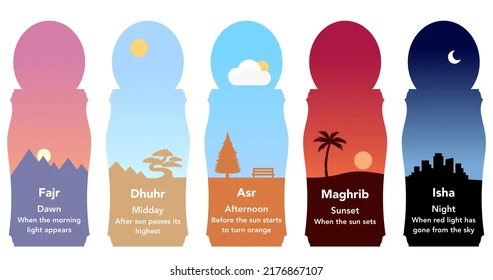 Fajr
Dawn
When the morning
light appears
Dhuhr
Midday
After sun passes its
highest
Asr
Afternoon
Before the sun starts
to turn orange
Maghrib
Sunset
When the sun sets
Isha
Night
When red light has
gone from the sky
shutterstock.com · 2176867107